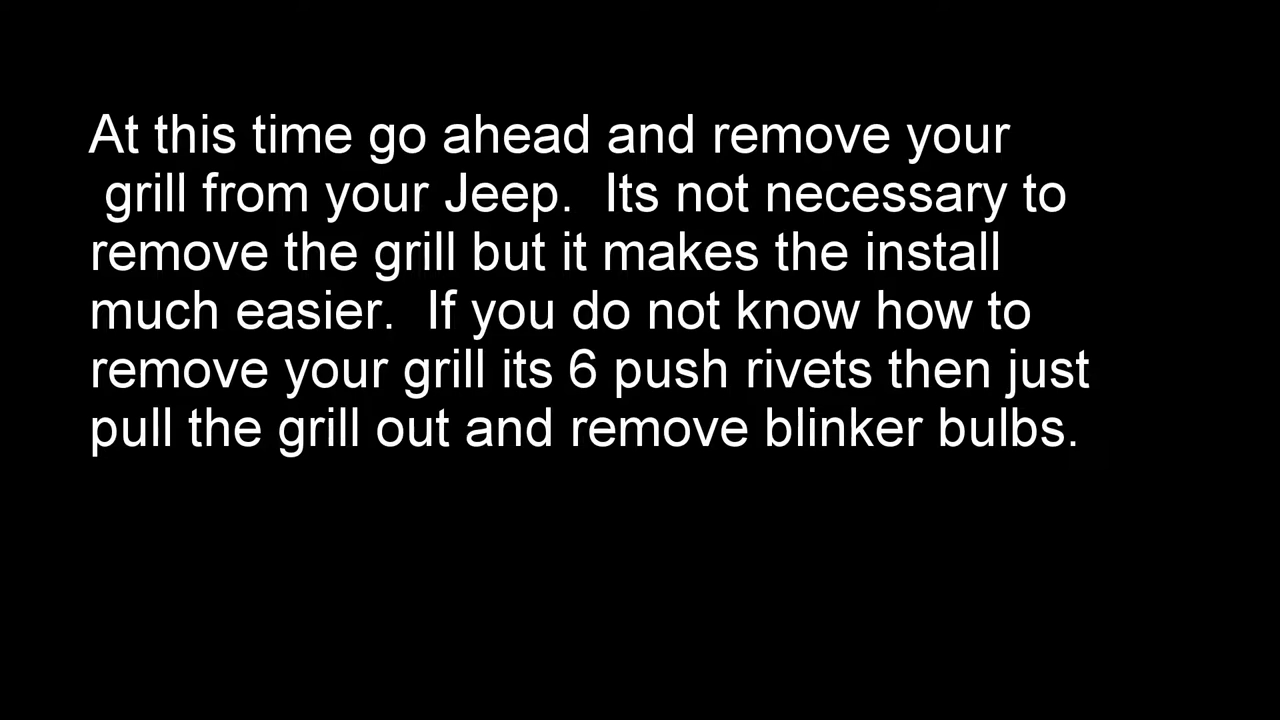 At this time go ahead and remove your
grill from your Jeep.  Its not necessary to
remove the grill but it makes the install
much easier.  If you do not know how to
remove your grill its 6 push rivets then just
pull the grill out and remove blinker bulbs.